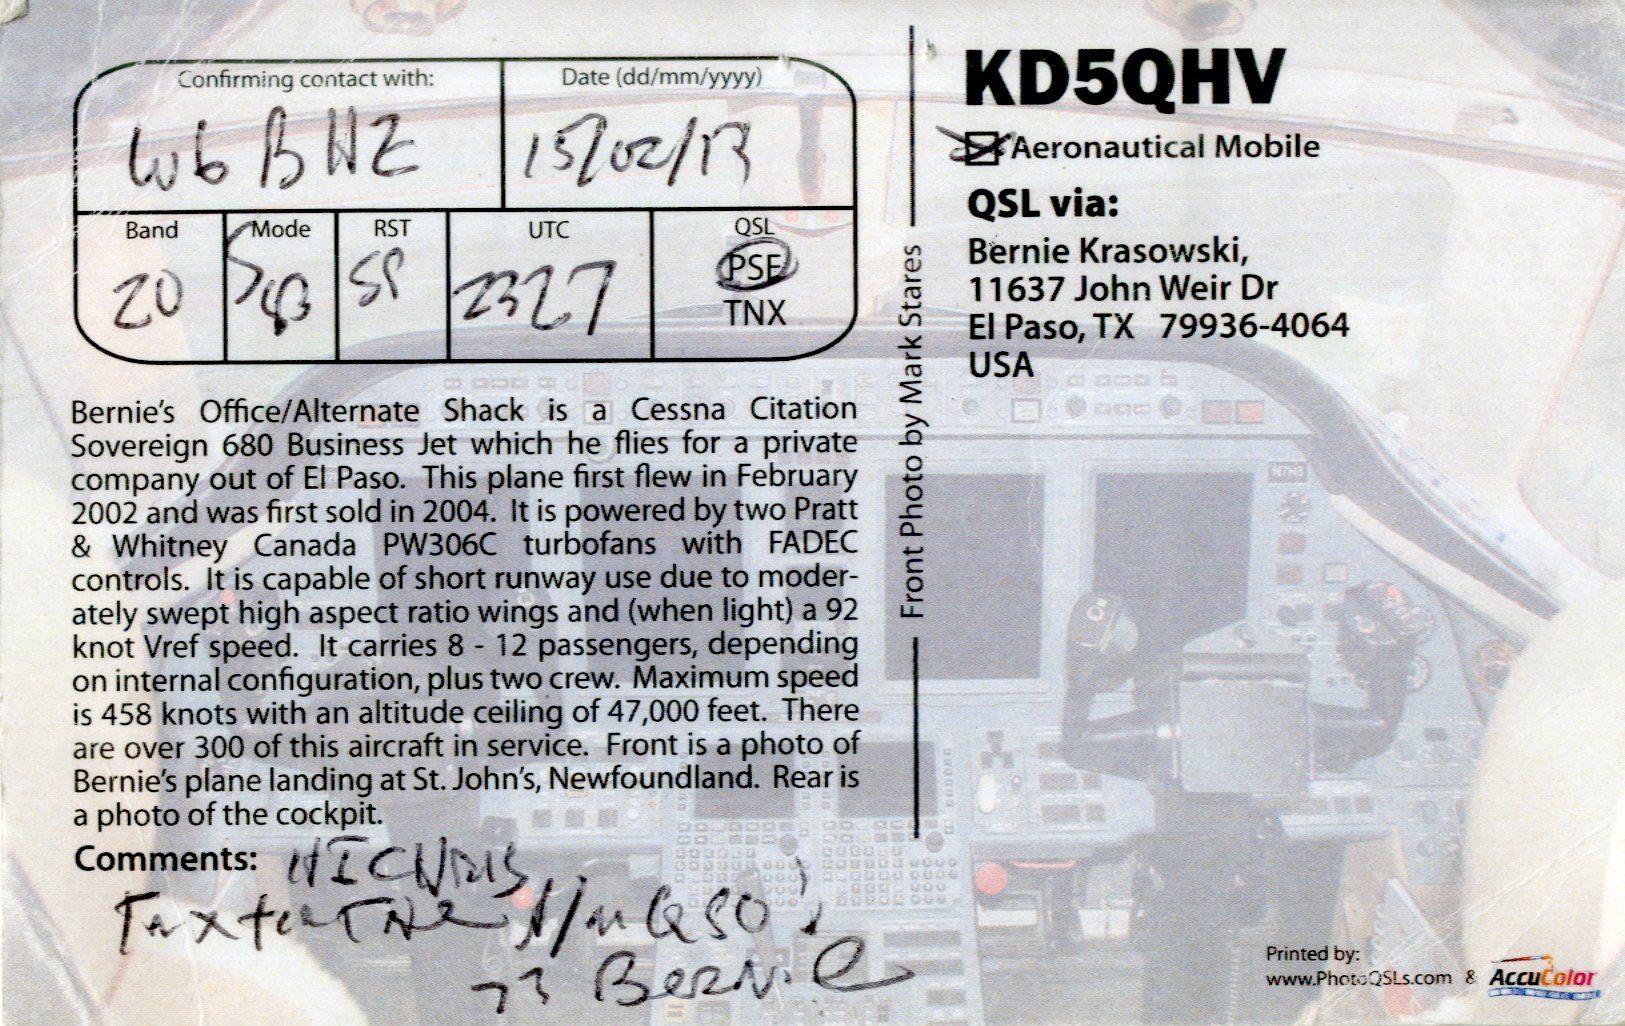 Confirming contact with:
W6 BHZ
Date (dd/mm/yyyy)
15/02/13
Band
20
Mode
RST
59
UTC
2327
QSL
PSE
TNX
Bernie's Office/Alternate Shack is a Cessna Citation
Sovereign 680 Business Jet which he flies for a private
company out of El Paso. This plane first flew in February
2002 and was first sold in 2004. It is powered by two Pratt
& Whitney Canada PW306C turbofans with FADEC
controls. It is capable of short runway use due to moder-
ately swept high aspect ratio wings and (when light) a 92
knot Vref speed. It carries 8 - 12 passengers, depending
on internal configuration, plus two crew. Maximum speed
is 458 knots with an altitude ceiling of 47,000 feet. There
are over 300 of this aircraft in service. Front is a photo of
Bernie's plane landing at St. John's, Newfoundland. Rear is
a photo of the cockpit.
Comments: HI CHRIS
Tnx for THE A/M QSO!
73 BERNIE
Front Photo by Mark Stares
KD5QHV
Aeronautical Mobile
QSL via:
Bernie Krasowski,
11637 John Weir Dr
El Paso, TX 79936-4064
USA
Printed by:
www.PhotoQSLs.com & AccuColor